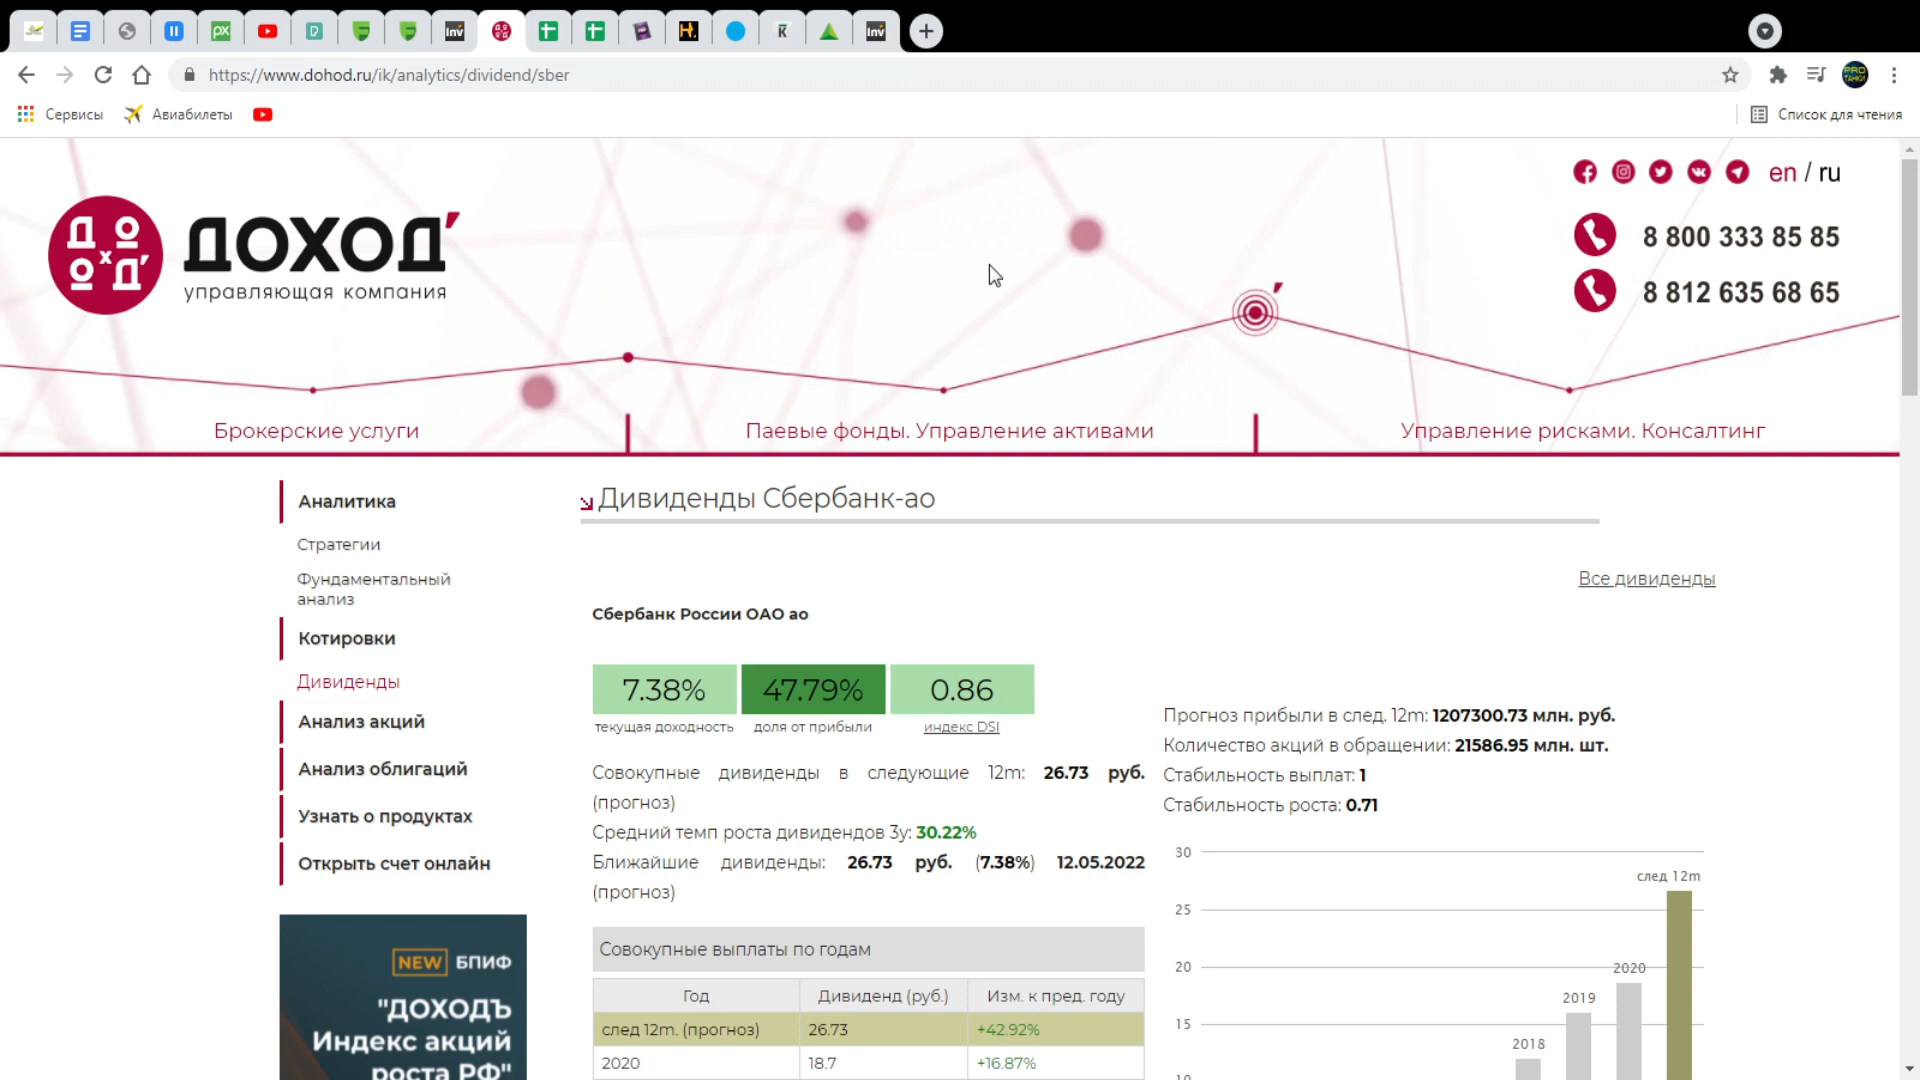 https://www.dohod.ru/ik/analytics/dividend/sber
Сервисы
Авиабилеты
Список для чтения
en / ru
ДОХОДʼ
управляющая компания
8 800 333 85 85
8 812 635 68 65
Брокерские услуги
Паевые фонды. Управление активами
Управление рисками. Консалтинг
Аналитика
Стратегии
Фундаментальный
анализ
Котировки
Дивиденды
Анализ акций
Анализ облигаций
Узнать о продуктах
Открыть счет онлайн
NEW БПИФ
"ДОХОДЪ
Индекс акций
роста РФ"
Дивиденды Сбербанк-ао
Все дивиденды
Сбербанк России ОАО ао
7.38% 47.79% 0.86
текущая доходность доля от прибыли индекс DSI
Совокупные дивиденды в следующие 12m: 26.73 руб.
(прогноз)
Средний темп роста дивидендов 3y: 30.22%
Ближайшие дивиденды: 26.73 руб. (7.38%) 12.05.2022
(прогноз)
Совокупные выплаты по годам
Год Дивиденд (руб.) Изм. к пред. году
след 12m. (прогноз) 26.73 +42.92%
2020 18.7 +16.87%
Прогноз прибыли в след. 12m: 1207300.73 млн. руб.
Количество акций в обращении: 21586.95 млн. шт.
Стабильность выплат: 1
Стабильность роста: 0.71
30
след 12m
25
20
2020
2019
15
2018
10